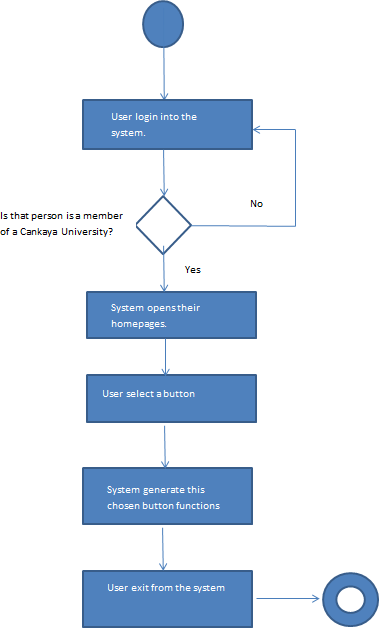 User login into the
system.
Is that person is a member
of a Cankaya University?
No
Yes
System opens their
homepages.
User select a button
System generate this
chosen button functions
User exit from the system